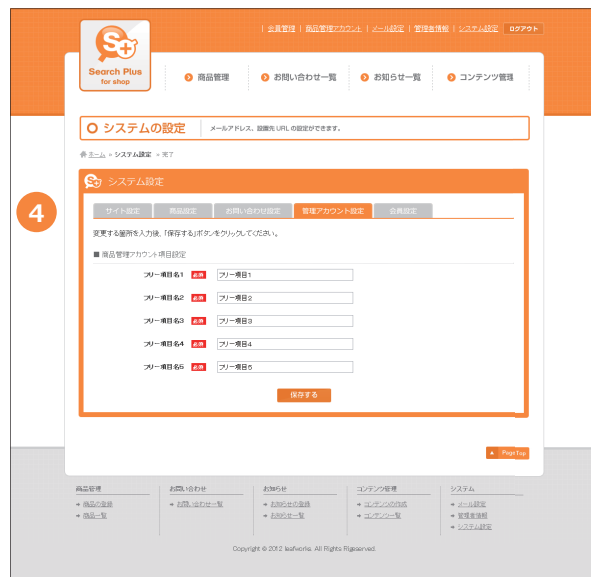 | 会員管理 | 商品管理アカウント | メール設定 | 管理者情報 | システム設定 ログアウト
S+
Search Plus
for shop
商品管理 お問い合わせ一覧 お知らせ一覧 コンテンツ管理
システムの設定 メールアドレス、設置先 URL の設定ができます。
ホーム » システム設定 » 完了
4
S+ システム設定
サイト設定 商品設定 お問い合わせ設定 管理アカウント設定 会員設定
変更する箇所を入力後、「保存する」ボタンをクリックしてください。
■ 商品管理アカウント項目設定
フリー項目名1 必須 フリー項目1
フリー項目名2 必須 フリー項目2
フリー項目名3 必須 フリー項目3
フリー項目名4 必須 フリー項目4
フリー項目名5 必須 フリー項目5
保存する
▲ PageTop
商品管理 お問い合わせ お知らせ コンテンツ管理 システム
商品の登録 お問い合わせ一覧 お知らせの登録 コンテンツの作成 メール設定
商品一覧 お知らせ一覧 コンテンツ一覧 管理者情報
システム設定
Copyright © 2012 leafworks. All Rights Rigeserved.